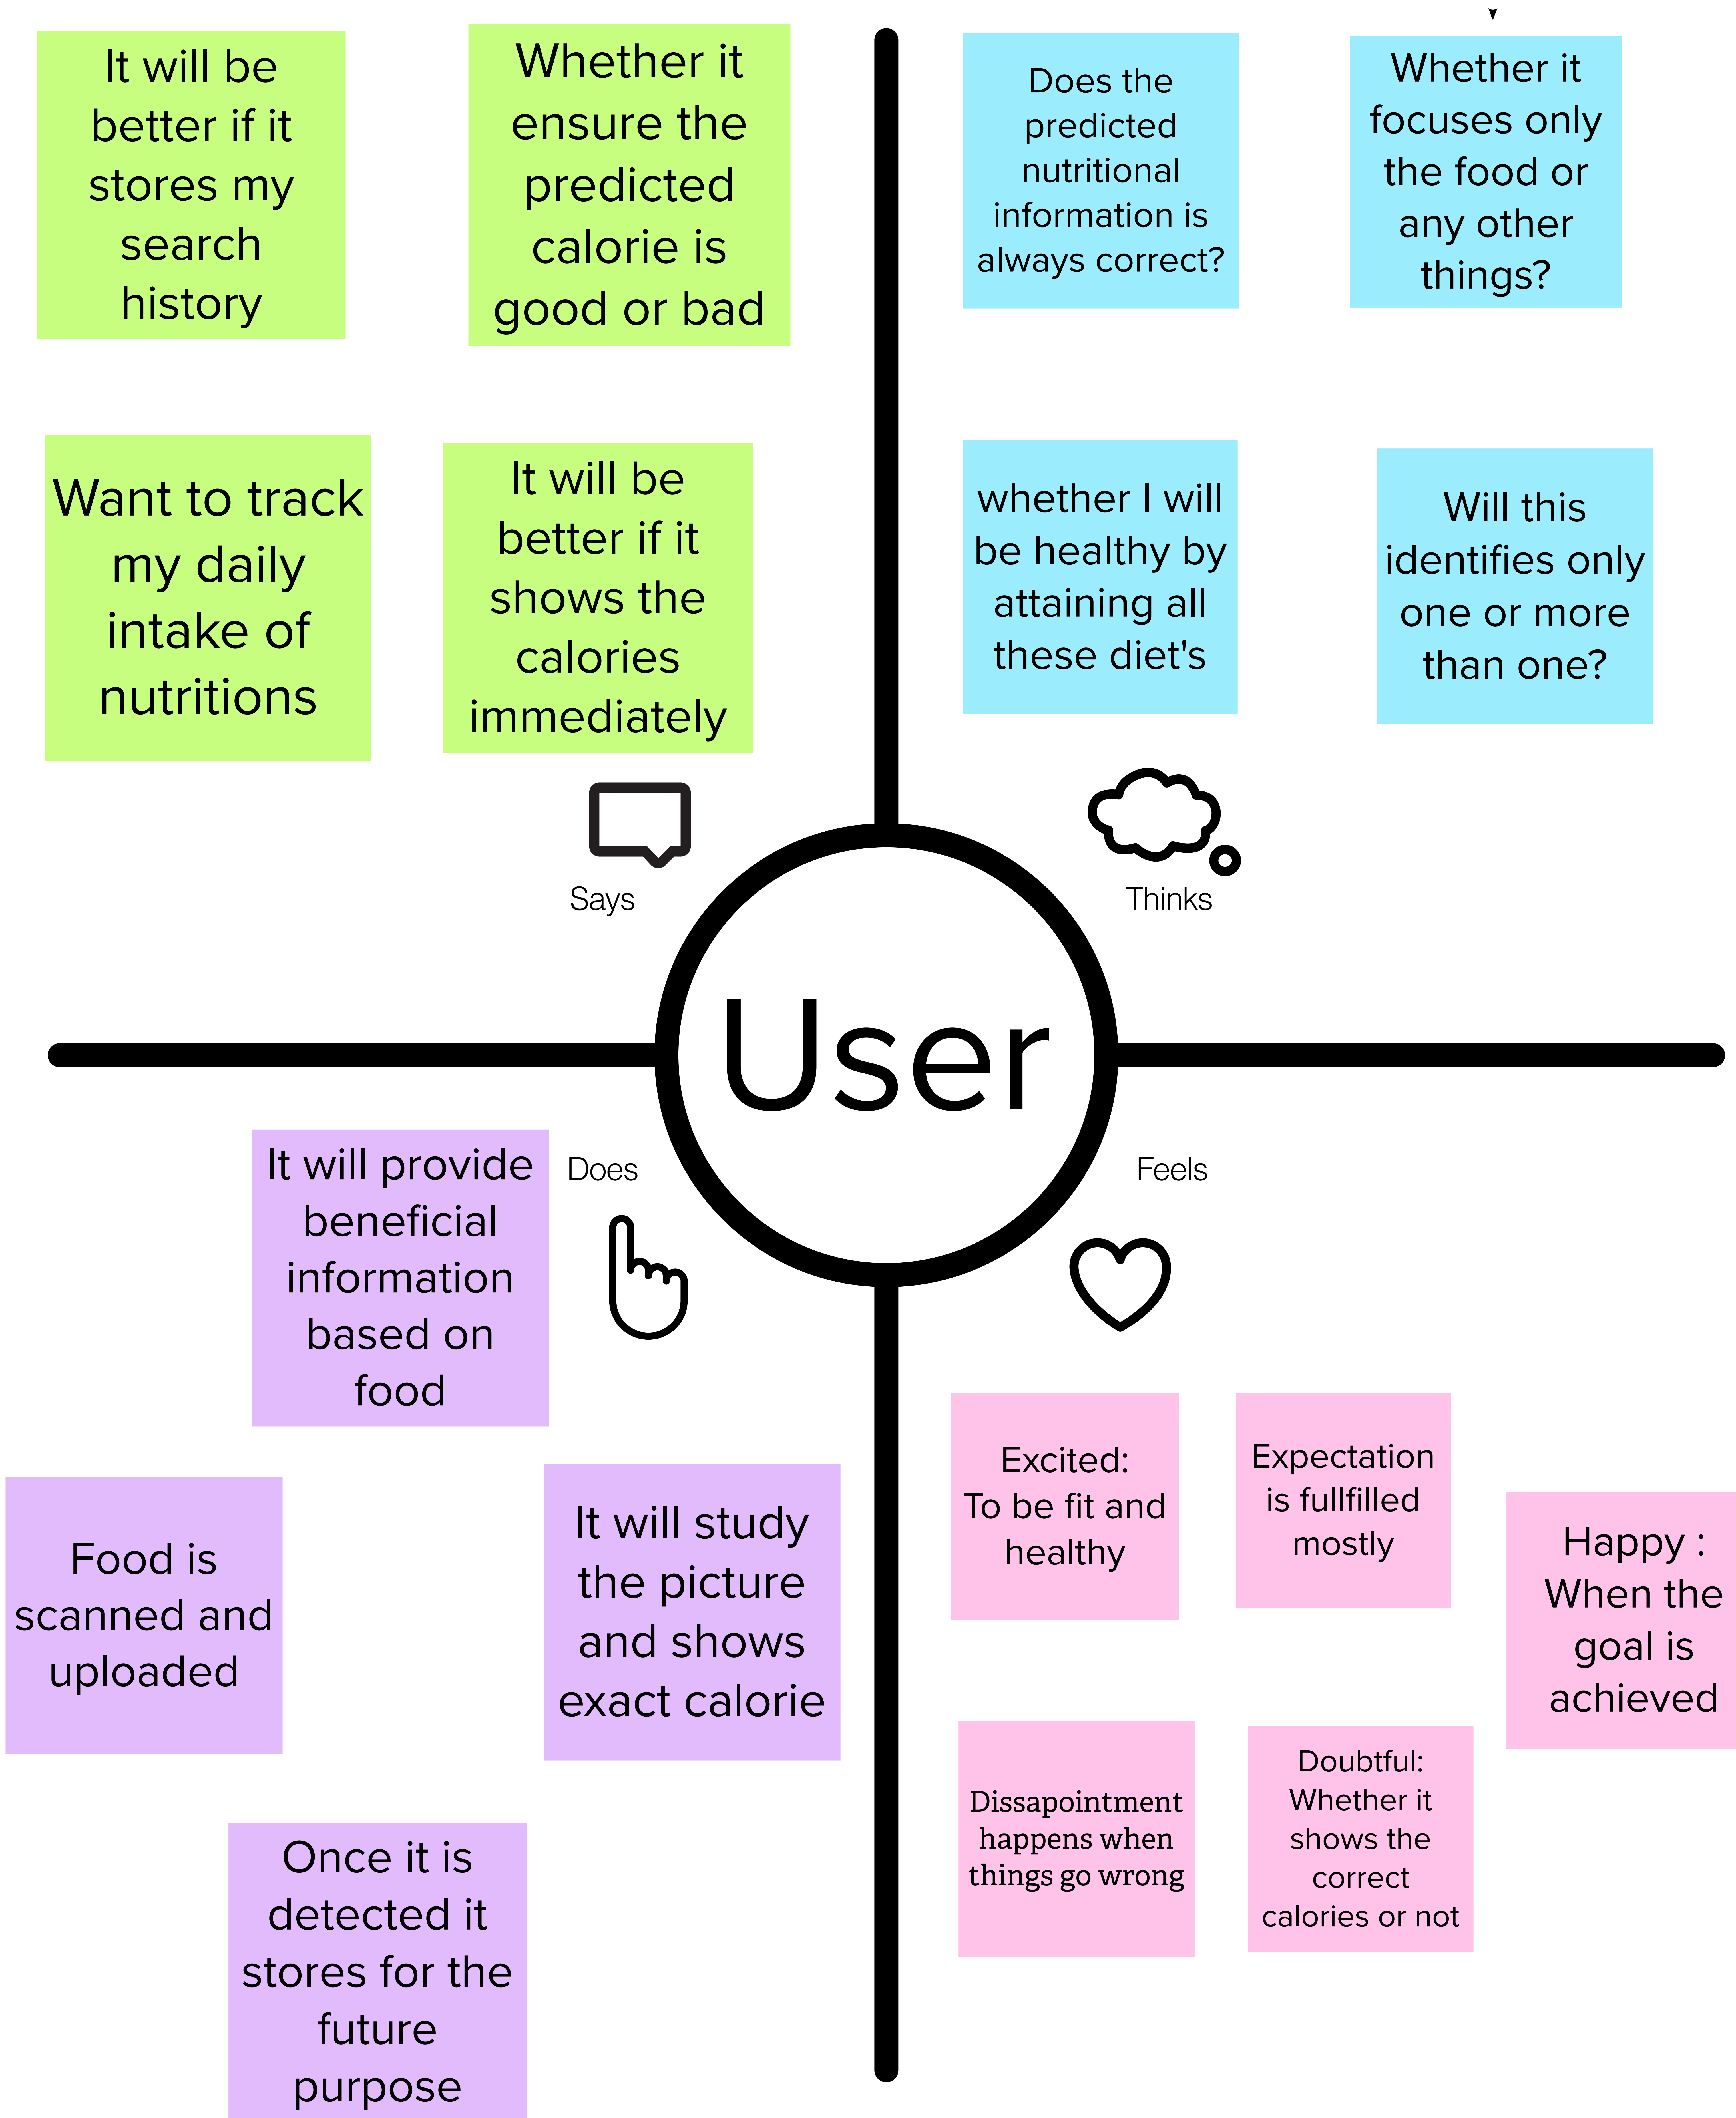 It will be
better if it
stores my
search
history
Whether it
ensure the
predicted
calorie is
good or bad
Want to track
my daily
intake of
nutritions
It will be
better if it
shows the
calories
immediately
Says
Does the
predicted
nutritional
information is
always correct?
Whether it
focuses only
the food or
any other
things?
whether I will
be healthy by
attaining all
these diet's
Will this
identifies only
one or more
than one?
Thinks
User
Does
It will provide
beneficial
information
based on
food
Food is
scanned and
uploaded
It will study
the picture
and shows
exact calorie
Once it is
detected it
stores for the
future
purpose
Feels
Excited:
To be fit and
healthy
Expectation
is fullfilled
mostly
Happy :
When the
goal is
achieved
Dissapointment
happens when
things go wrong
Doubtful:
Whether it
shows the
correct
calories or not